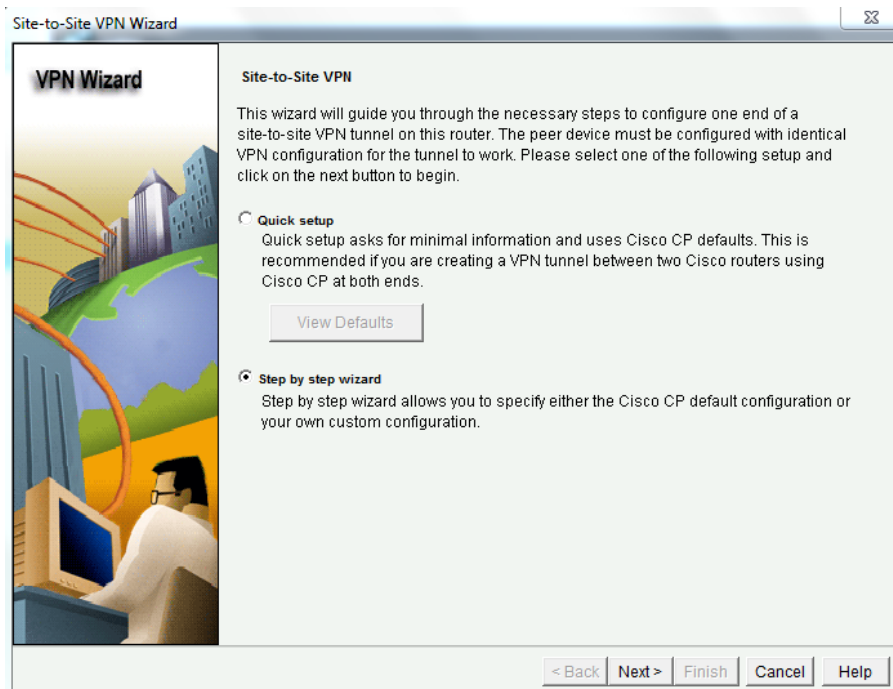 Site-to-Site VPN Wizard
VPN Wizard
Site-to-Site VPN
This wizard will guide you through the necessary steps to configure one end of a
site-to-site VPN tunnel on this router. The peer device must be configured with identical
VPN configuration for the tunnel to work. Please select one of the following setup and
click on the next button to begin.
Quick setup
Quick setup asks for minimal information and uses Cisco CP defaults. This is
recommended if you are creating a VPN tunnel between two Cisco routers using
Cisco CP at both ends.
View Defaults
Step by step wizard
Step by step wizard allows you to specify either the Cisco CP default configuration or
your own custom configuration.
< Back Next > Finish Cancel Help